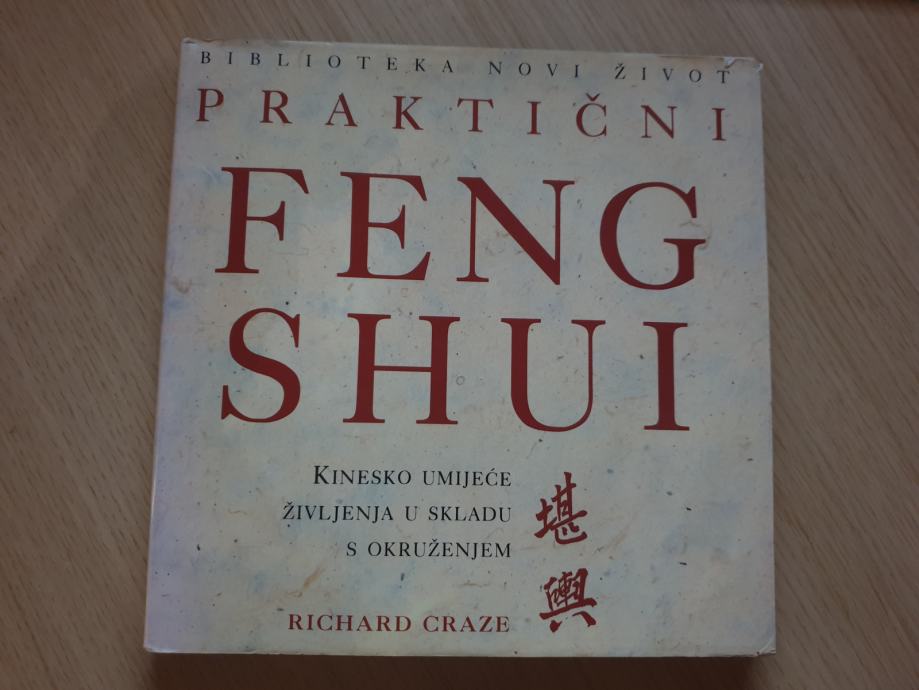 BIBLIOTEKA NOVI ŽIVOT
PRAKTIČNI
FENG
SHUI
KINESKO UMIJEĆE
ŽIVLJENJA U SKLADU
S OKRUŽENJEM
堪
輿
RICHARD CRAZE